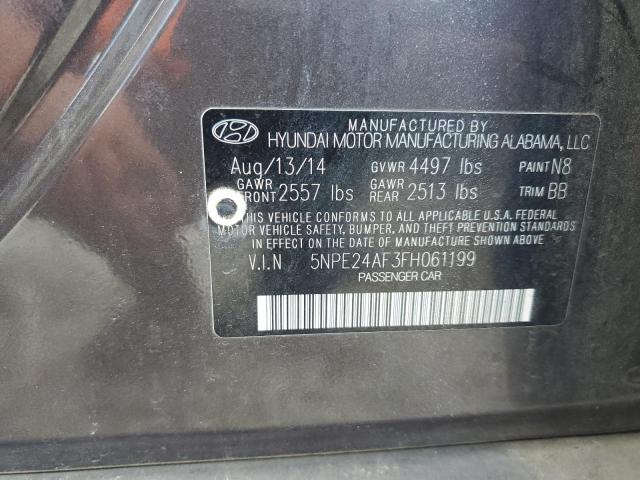 MANUFACTURED BY
HYUNDAI MOTOR MANUFACTURING ALABAMA, LLC
Aug/13/14 GVWR 4497 lbs PAINT N8
GAWR FRONT 2557 lbs GAWR REAR 2513 lbs TRIM BB
THIS VEHICLE CONFORMS TO ALL APPLICABLE U.S.A. FEDERAL
MOTOR VEHICLE SAFETY, BUMPER, AND THEFT PREVENTION STANDARDS
IN EFFECT ON THE DATE OF MANUFACTURE SHOWN ABOVE.
V.I.N 5NPE24AF3FH061199
PASSENGER CAR